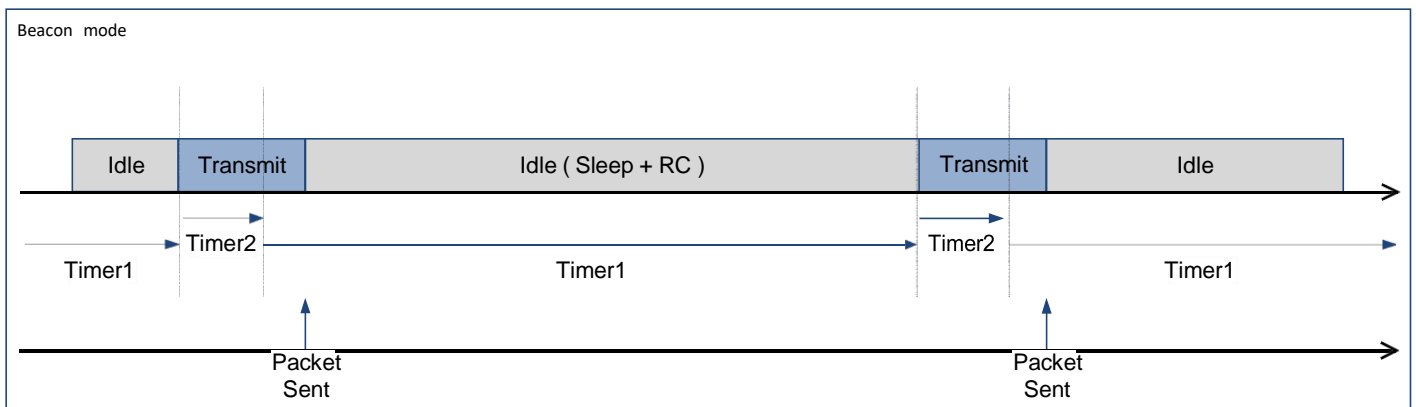 Beacon mode
Idle
Transmit
Idle ( Sleep + RC )
Transmit
Idle
Timer2
Timer2
Timer1
Timer1
Timer1
Packet
Sent
Packet
Sent